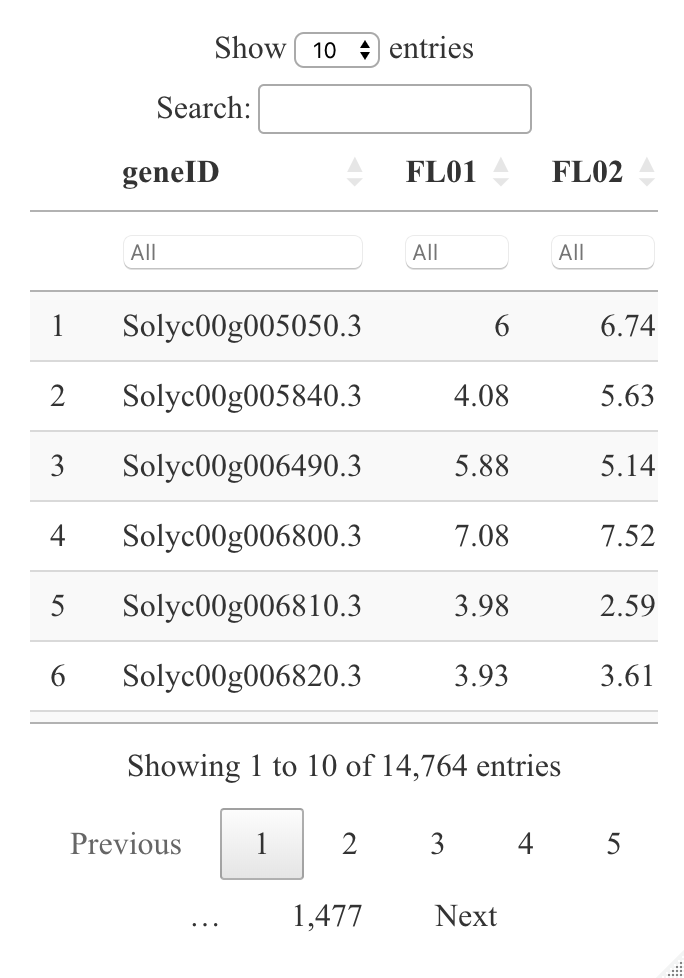 Show 10 entries
Search:
geneID FL01 FL02
All All All
1 Solyc00g005050.3 6 6.74
2 Solyc00g005840.3 4.08 5.63
3 Solyc00g006490.3 5.88 5.14
4 Solyc00g006800.3 7.08 7.52
5 Solyc00g006810.3 3.98 2.59
6 Solyc00g006820.3 3.93 3.61
Showing 1 to 10 of 14,764 entries
Previous 1 2 3 4 5
… 1,477 Next